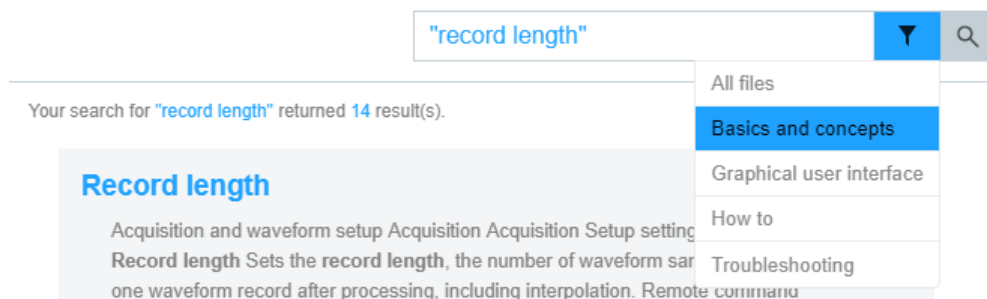 "record length"
All files
Your search for "record length" returned 14 result(s).
Basics and concepts
Graphical user interface
How to
Troubleshooting
Record length
Acquisition and waveform setup Acquisition Acquisition Setup setting
Record length Sets the record length, the number of waveform sar
one waveform record after processing, including interpolation. Remote command